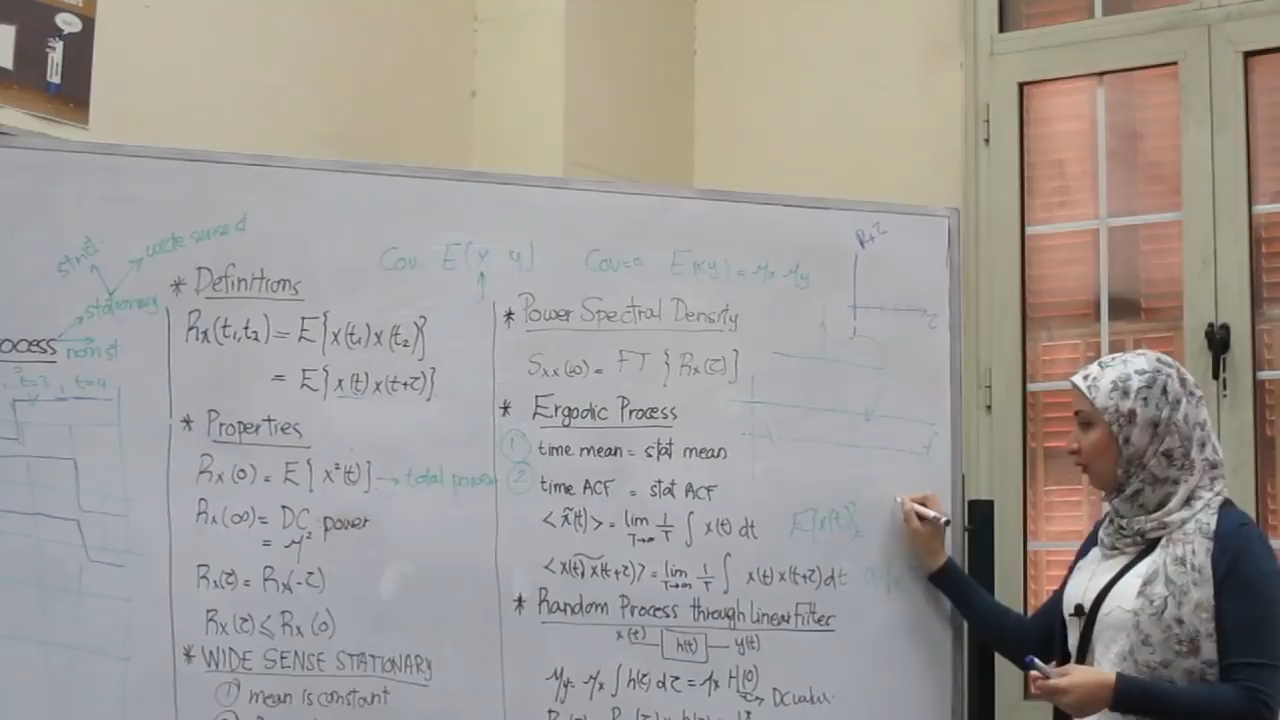 strict
wide sense d
stationary
OCESS non st.
t=3, t=4
* Definitions
Rx(t₁,t₂) = E{x(t₁)x(t₂)}
= E{x(t)x(t+τ)}
* Properties
Rx(0) = E{x²(t)} → total power
Rx(∞) = DC power
= μ²
Rx(τ) = Rx(-τ)
Rx(τ) ≤ Rx(0)
* WIDE SENSE STATIONARY
① mean is constant
Cov E(x y)
y
Cov=0 E(xy) = μx μy
* Power Spectral Density
Sxx(ω) = FT {Rx(τ)}
* Ergodic Process
① time mean = stat mean
② time ACF = stat ACF
<x̃(t)> = lim T→∞ 1/T ∫ x(t) dt
<x(t)x(t+τ)> = lim T→∞ 1/T ∫ x(t)x(t+τ)dt
* Random Process through linear Filter
x(t) h(t) y(t)
μy = μx ∫ h(τ) dτ = μx H(0)
→ DC value
Rxτ
τ
E{x(t)}